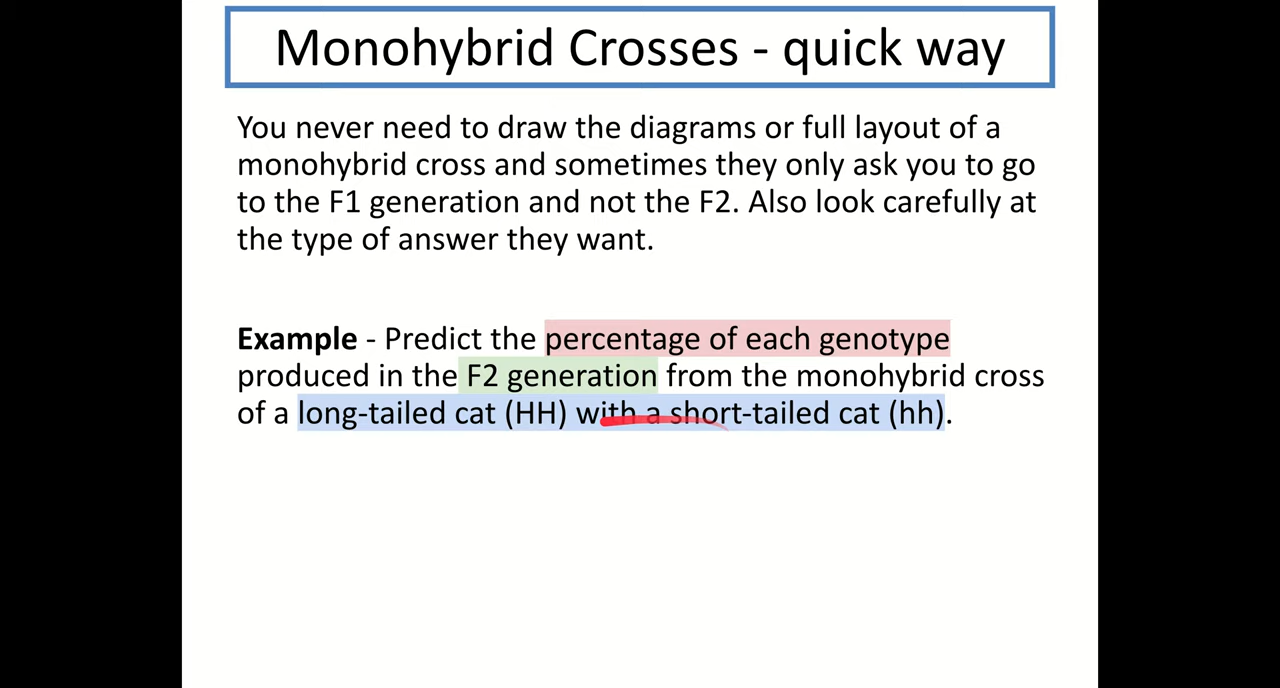 Monohybrid Crosses - quick way
You never need to draw the diagrams or full layout of a
monohybrid cross and sometimes they only ask you to go
to the F1 generation and not the F2. Also look carefully at
the type of answer they want.
Example - Predict the percentage of each genotype
produced in the F2 generation from the monohybrid cross
of a long-tailed cat (HH) with a short-tailed cat (hh).